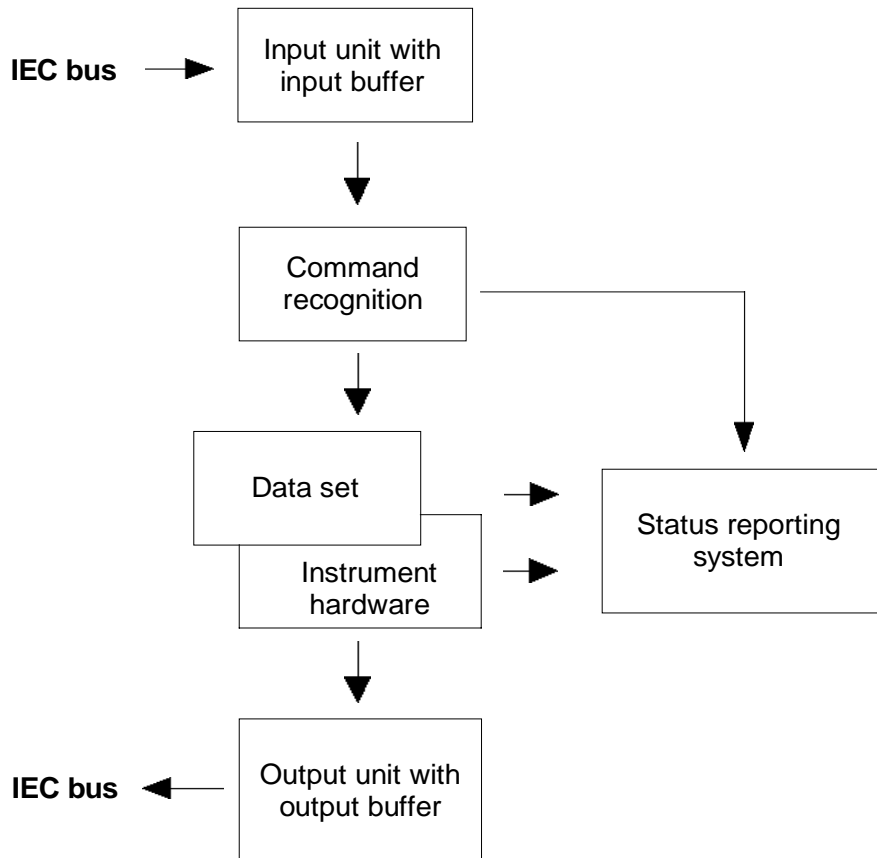 IEC bus
Input unit with
input buffer
Command
recognition
Data set
Instrument
hardware
Status reporting
system
IEC bus
Output unit with
output buffer